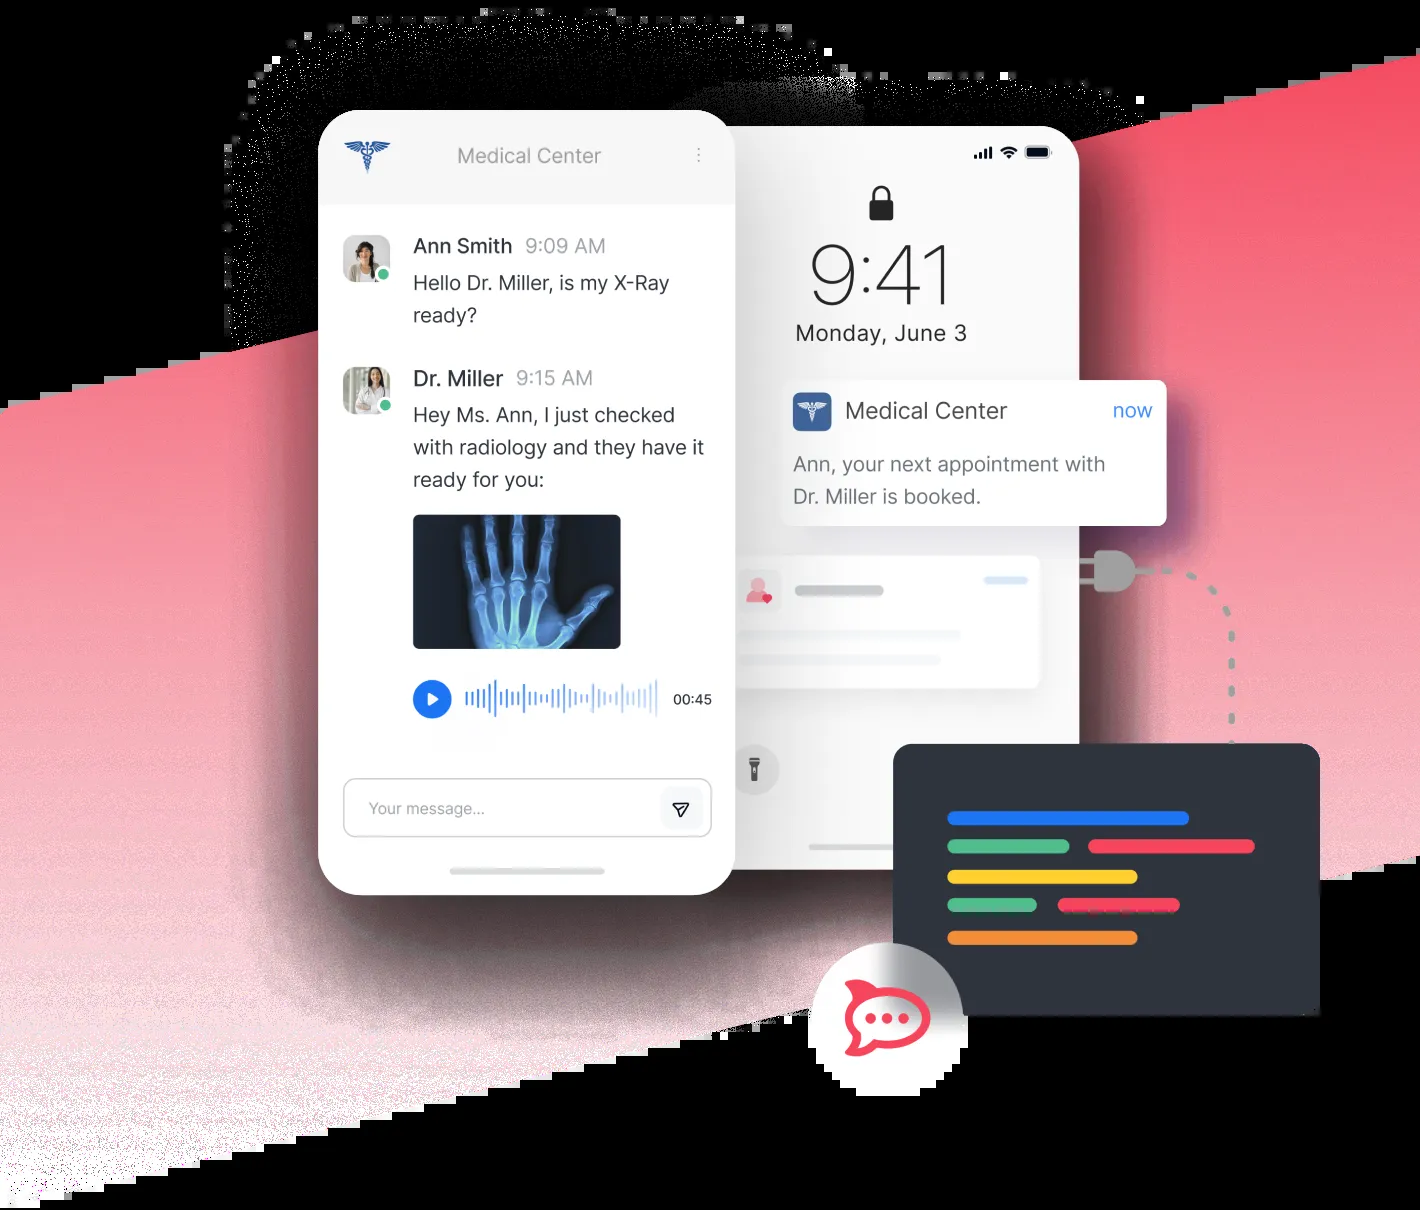 Medical Center
Ann Smith 9:09 AM
Hello Dr. Miller, is my X-Ray
ready?
Dr. Miller 9:15 AM
Hey Ms. Ann, I just checked
with radiology and they have it
ready for you:
00:45
Your message...
9:41
Monday, June 3
Medical Center now
Ann, your next appointment with
Dr. Miller is booked.